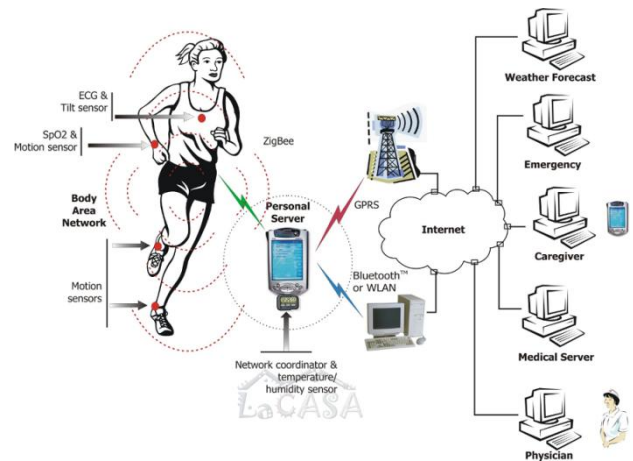 ECG &
Tilt sensor
SpO2 &
Motion sensor
Body
Area
Network
Motion
sensors
ZigBee
Personal
Server
Network coordinator &
temperature/
humidity sensor
LaCASA
GPRS
Bluetooth™
or WLAN
Internet
Weather Forecast
Emergency
Caregiver
Medical Server
Physician